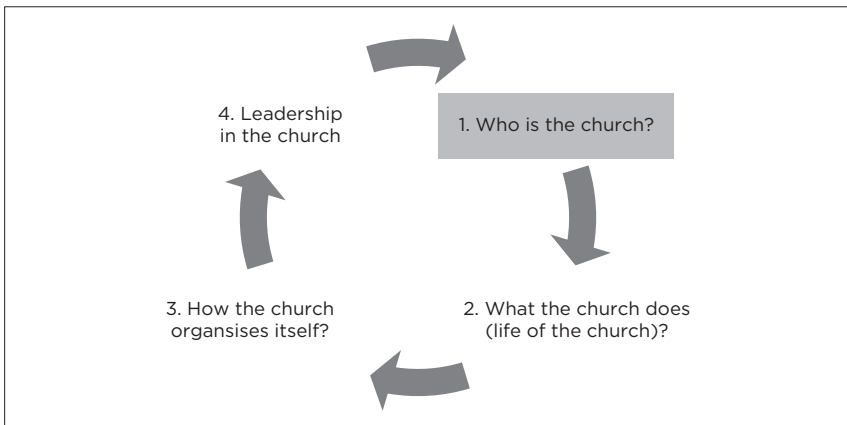 4. Leadership
in the church
1. Who is the church?
3. How the church
organsises itself?
2. What the church does
(life of the church)?